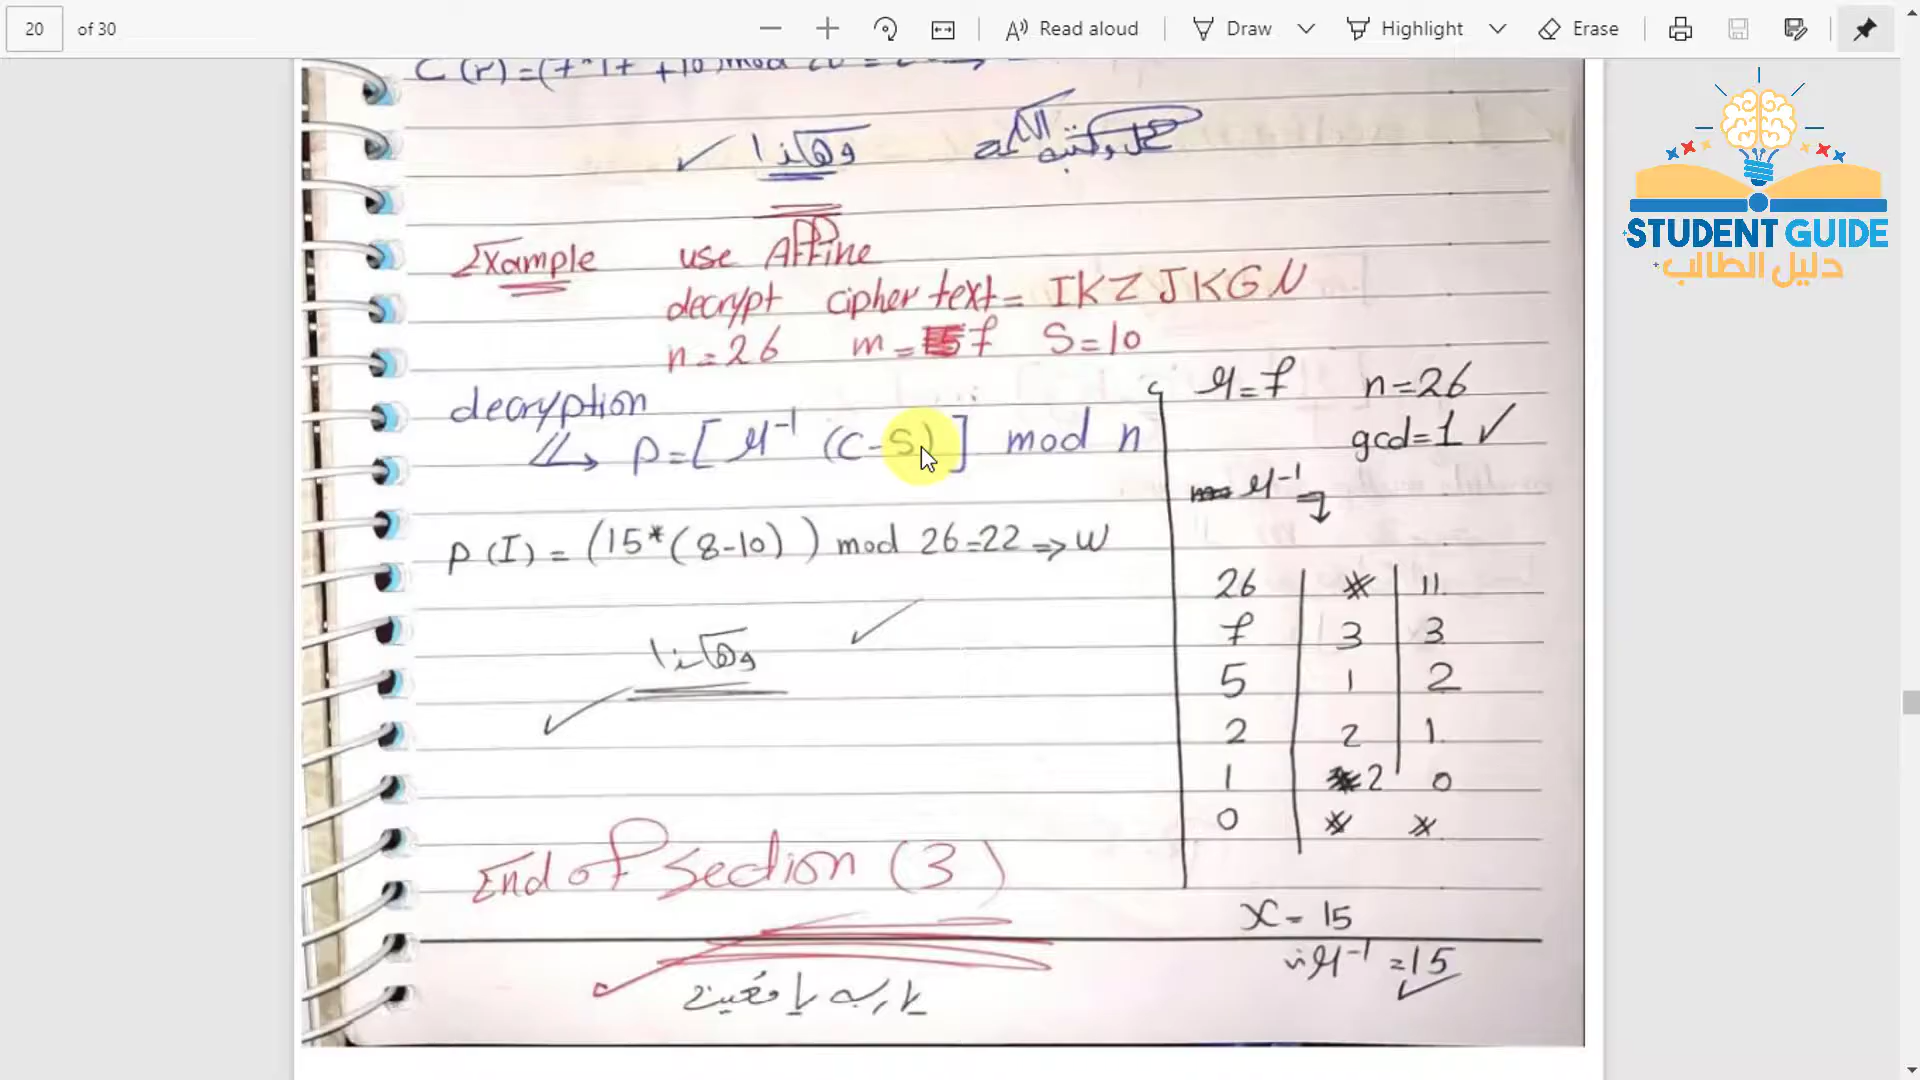 20 of 30
Read aloud
Draw
Highlight
Erase
STUDENT GUIDE
دليل الطالب
وهكذا
Example use Affine
decrypt cipher text = IKZJKGN
n=26 m=7 S=10
decryption
P=[M⁻¹ (C-S)] mod n
M=7 n=26
gcd=1 ✓
M⁻¹
P(I) = (15*(8-10)) mod 26=22 => W
وهكذا
26 * 11
7 3 3
5 1 2
2 2 1
1 2 0
0 * *
End of section (3)
X = 15
M⁻¹ = 15
يا رب يا مغيث